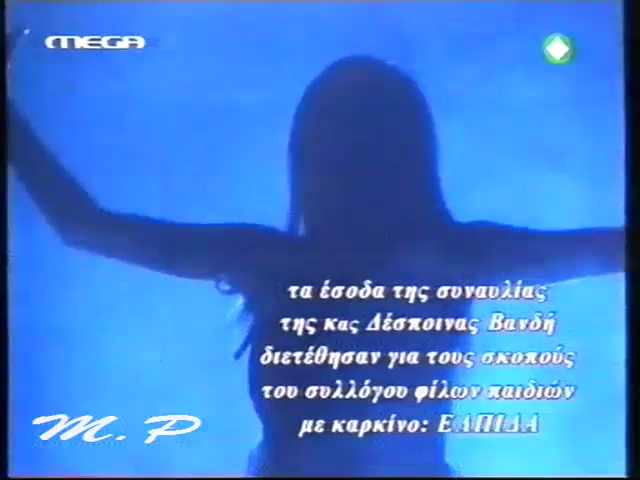 MEGA
τα έσοδα της συναυλίας
της κας Δέσποινας Βανδή
διετέθησαν για τους σκοπούς
του συλλόγου φίλων παιδιών
με καρκίνο: ΕΛΠΙΔΑ
M.P